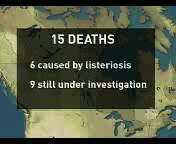 15 DEATHS
6 caused by listeriosis
9 still under investigation